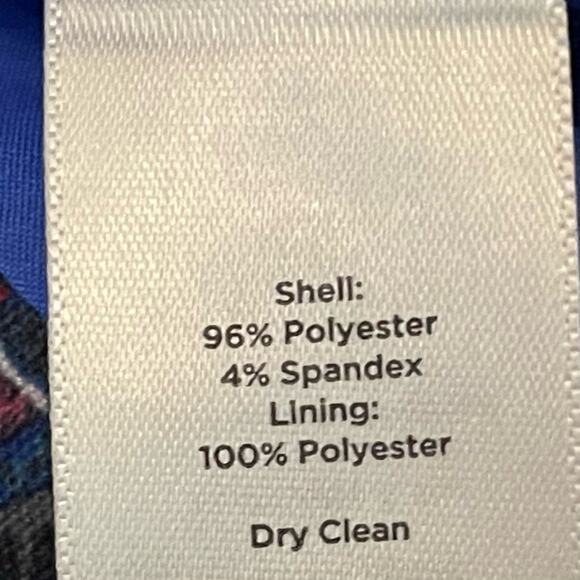 Shell:
96% Polyester
4% Spandex
Lining:
100% Polyester
Dry Clean